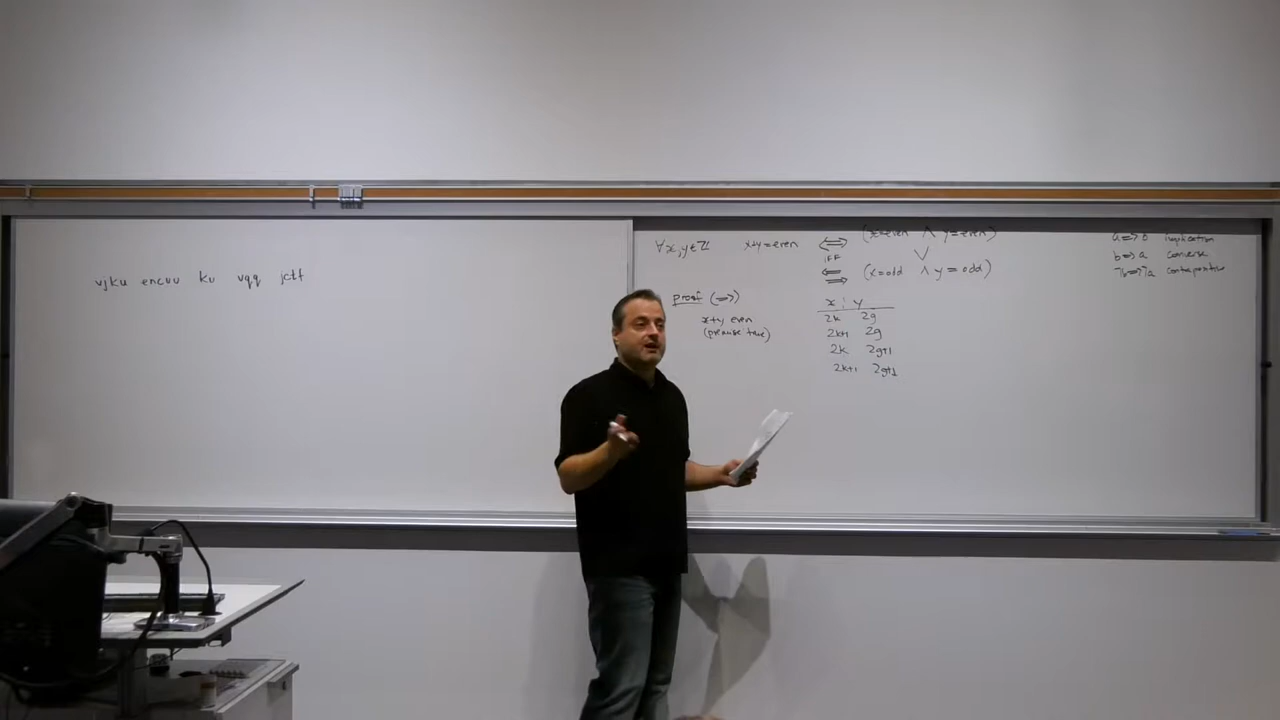 vjku encuu ku vqq jctf
∀x,y∈ℤ x+y=even ⇔ (x=even ∧ y=even)
iff ∨
⇐ (x=odd ∧ y=odd)
⇒
proof (⇒)
x+y even
(premise true)
x | y
2k 2g
2k+1 2g
2k 2g+1
2k+1 2g+1
a=>b implication
b=>a converse
¬b=>¬a contrapositive